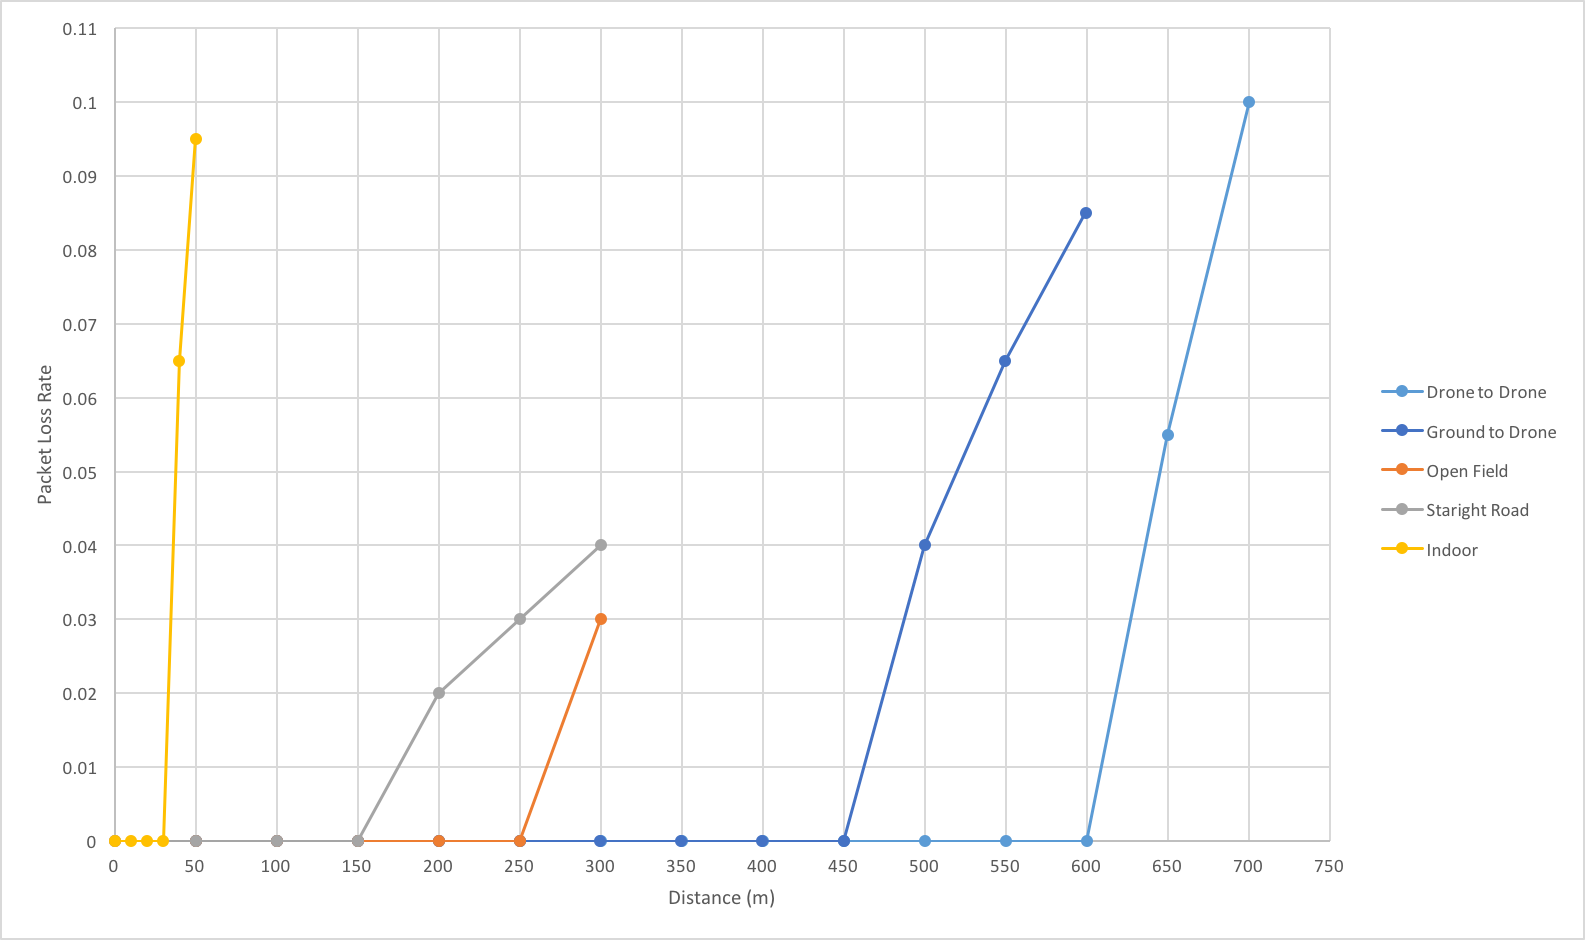 0.11
0.1
0.09
0.08
0.07
0.06
0.05
0.04
0.03
0.02
0.01
0
Packet Loss Rate
0 50 100 150 200 250 300 350 400 450 500 550 600 650 700 750
Distance (m)
Drone to Drone
Ground to Drone
Open Field
Staright Road
Indoor